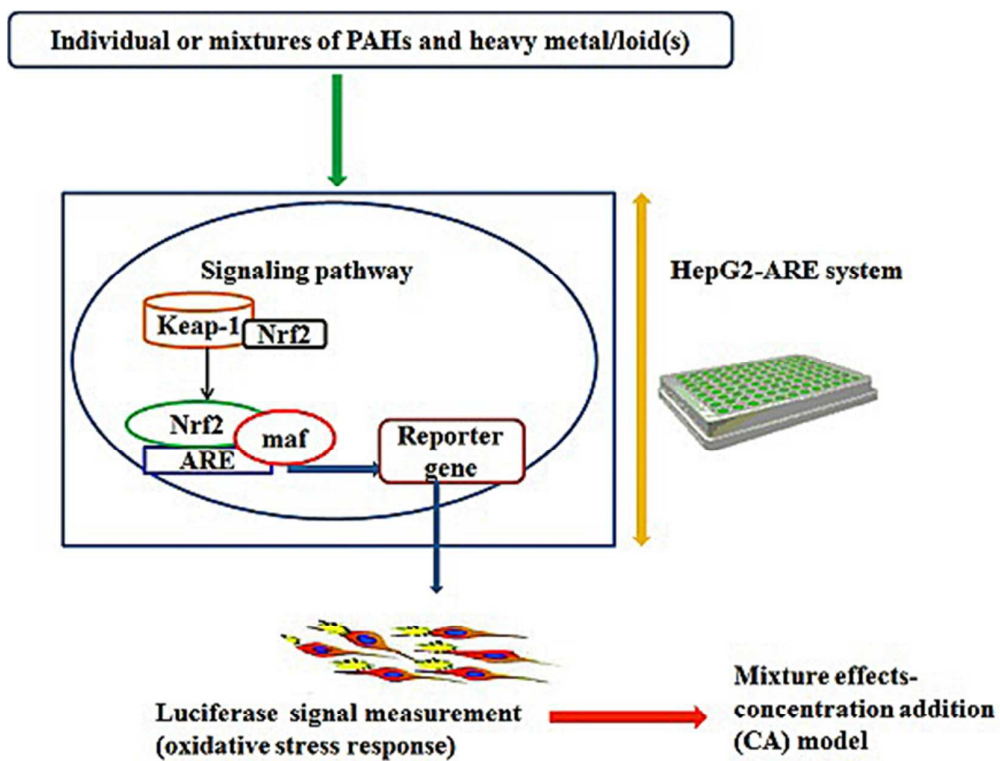 Individual or mixtures of PAHs and heavy metal/loid(s)
Signaling pathway
Keap-1
Nrf2
Nrf2
maf
ARE
Reporter
gene
HepG2-ARE system
Luciferase signal measurement
(oxidative stress response)
Mixture effects-
concentration addition
(CA) model